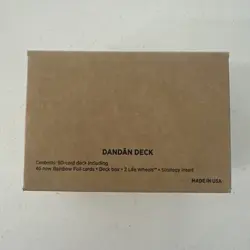 DANDÂN DECK
Contents: 80-card deck including
40 new Rainbow Foil cards • Deck box • 2 Life Wheels™ • Strategy Insert
MADE IN USA